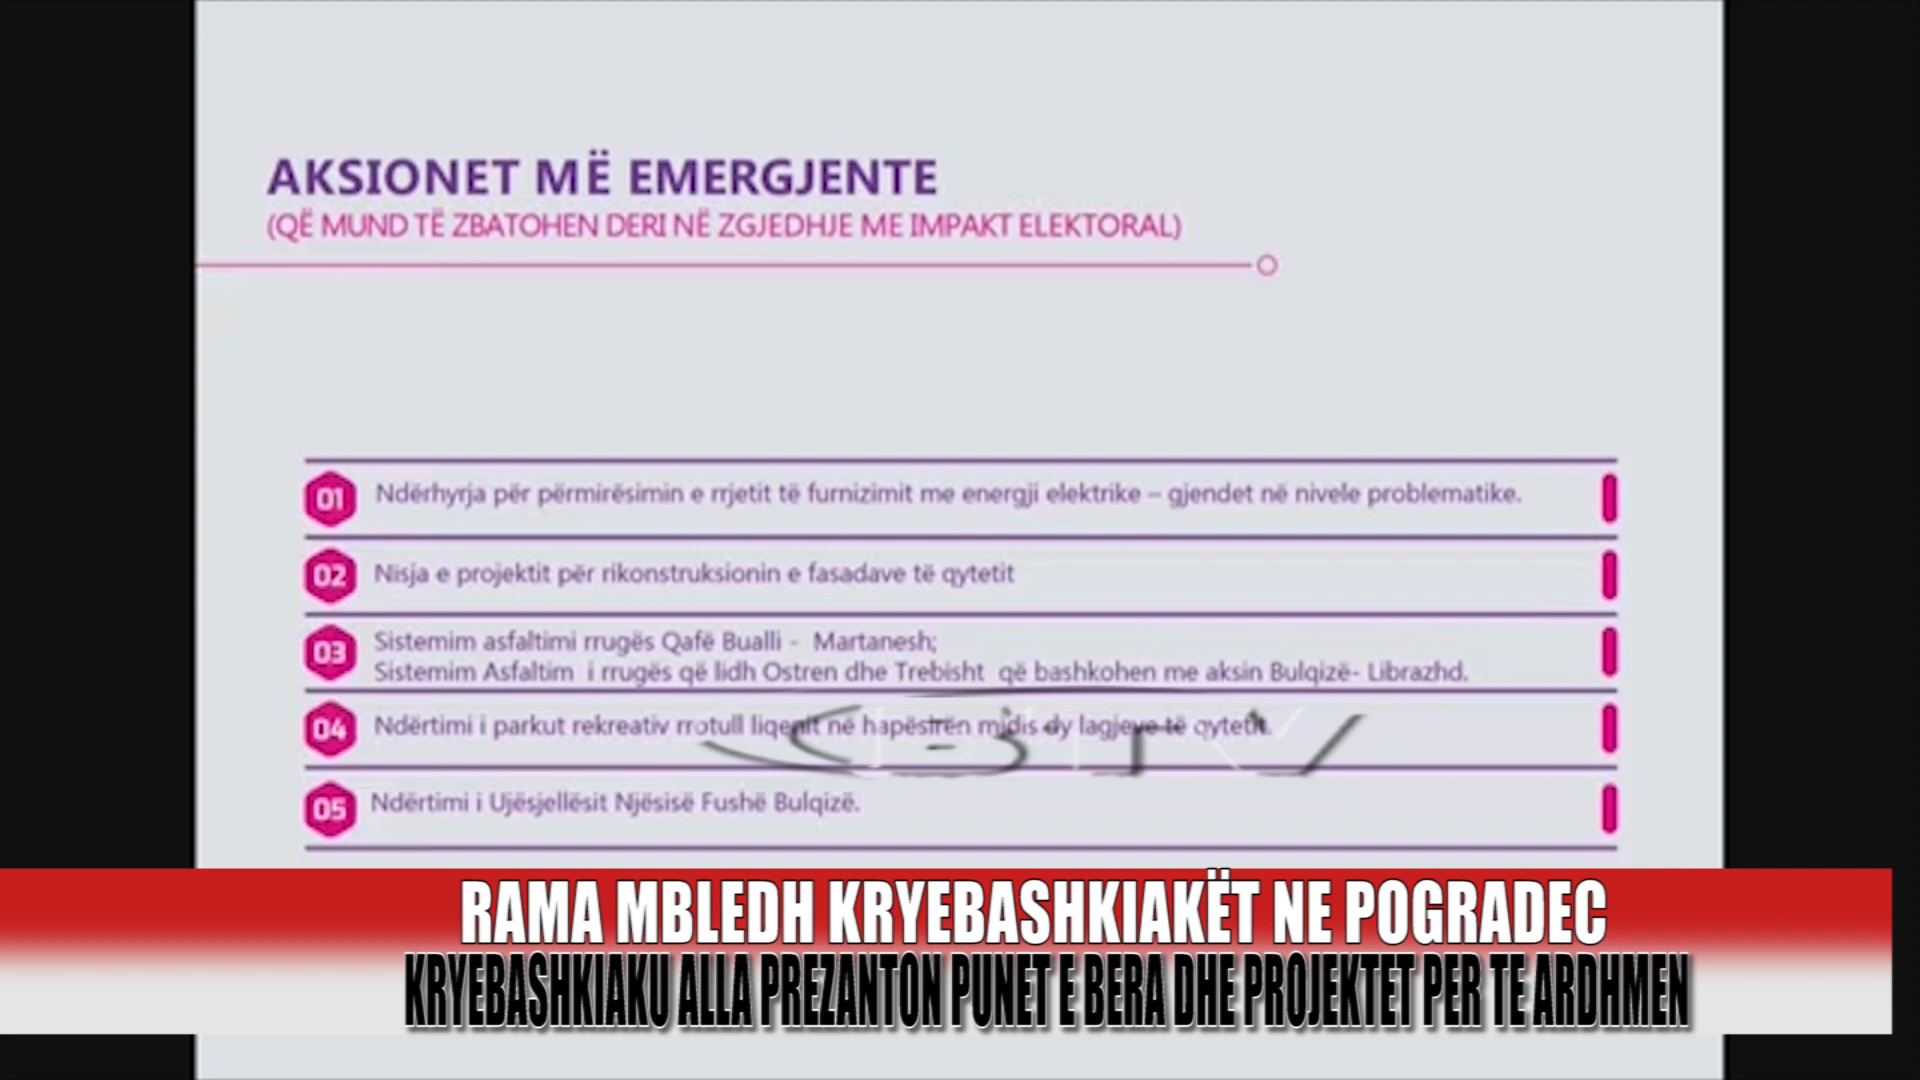 AKSIONET MË EMERGJENTE
(QË MUND TË ZBATOHEN DERI NË ZGJEDHJE ME IMPAKT ELEKTORAL)
01 Ndërhyrja për përmirësimin e rrjetit të furnizimit me energji elektrike – gjendet në nivele problematike.
02 Nisja e projektit për rikonstruksionin e fasadave të qytetit
03 Sistemim asfaltimi rrugës Qafë Bualli - Martanesh;
Sistemim Asfaltim i rrugës që lidh Ostren dhe Trebisht që bashkohen me aksin Bulqizë- Librazhd.
04 Ndërtimi i parkut rekreativ rrotull liqenit në hapësirën midis dy lagjeve të qytetit.
05 Ndërtimi i Ujësjellësit Njësisë Fushë Bulqizë.
RAMA MBLEDH KRYEBASHKIAKËT NE POGRADEC
KRYEBASHKIAKU ALLA PREZANTON PUNET E BERA DHE PROJEKTET PER TE ARDHMEN